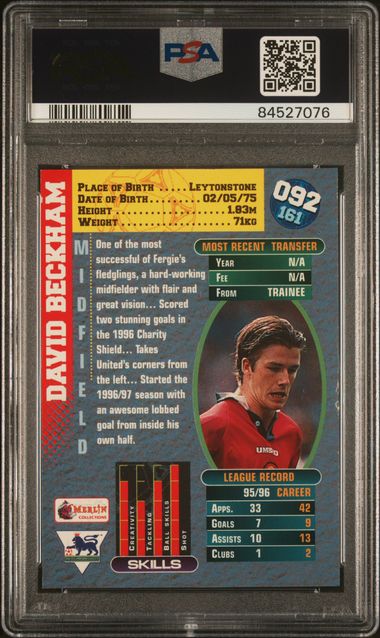 PSA
84527076
DAVID BECKHAM
MIDFIELD
PLACE OF BIRTH ..... LEYTONSTONE
DATE OF BIRTH ......... 02/05/75
HEIGHT ......................... 1.83M
WEIGHT .......................... 71KG
092
161
One of the most
successful of Fergie's
fledglings, a hard-working
midfielder with flair and
great vision... Scored
two stunning goals in
the 1996 Charity
Shield... Takes
United's corners from
the left... Started the
1996/97 season with
an awesome lobbed
goal from inside his
own half.
MOST RECENT TRANSFER
YEAR N/A
FEE N/A
FROM TRAINEE
UMBRO
LEAGUE RECORD
95/96 CAREER
APPS. 33 42
GOALS 7 9
ASSISTS 10 13
CLUBS 1 2
MERLIN
COLLECTIONS
CREATIVITY
TACKLING
BALL SKILLS
SHOT
SKILLS